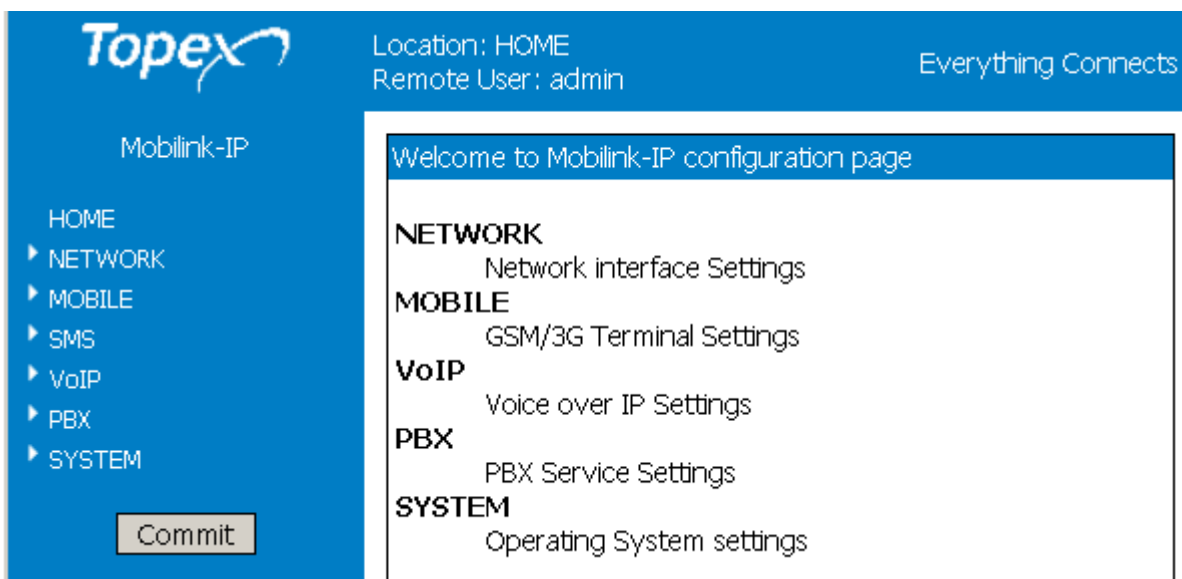 Topex
Location: HOME
Remote User: admin
Everything Connects
Mobilink-IP
HOME
NETWORK
MOBILE
SMS
VoIP
PBX
SYSTEM
Commit
Welcome to Mobilink-IP configuration page
NETWORK
Network interface Settings
MOBILE
GSM/3G Terminal Settings
VoIP
Voice over IP Settings
PBX
PBX Service Settings
SYSTEM
Operating System settings